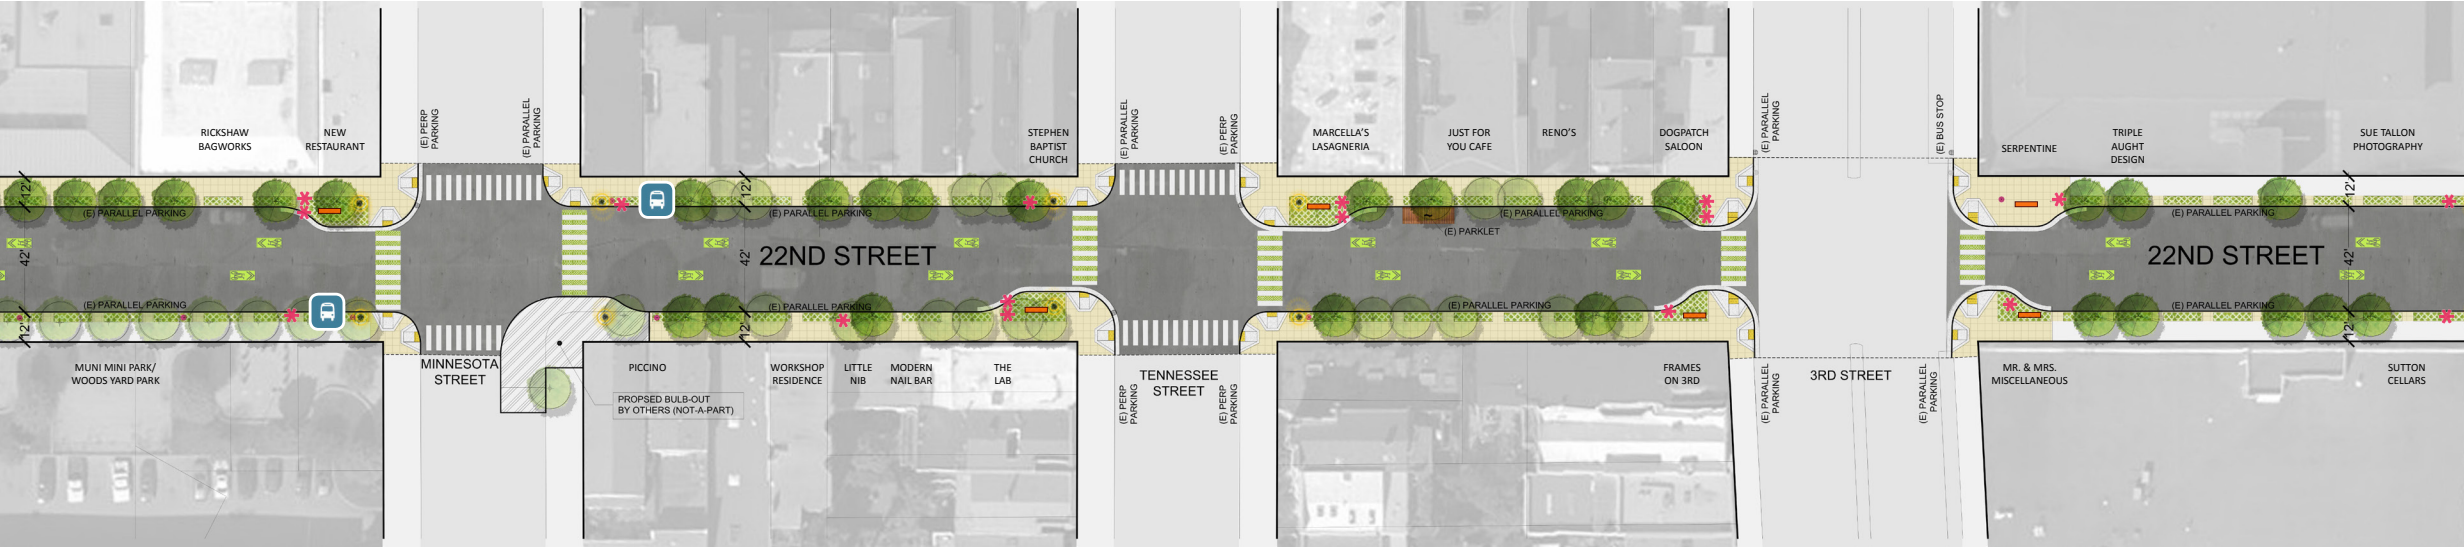 (E) PERP
PARKING
(E) PARALLEL
PARKING
(E) PARALLEL
PARKING
(E) PERP
PARKING
(E) PARALLEL
PARKING
(E) BUS STOP
RICKSHAW
BAGWORKS
NEW
RESTAURANT
STEPHEN
BAPTIST
CHURCH
MARCELLA'S
LASAGNERIA
JUST FOR
YOU CAFE
RENO'S
DOGPATCH
SALOON
SERPENTINE
TRIPLE
AUGHT
DESIGN
SUE TALLON
PHOTOGRAPHY
12'
12'
12'
(E) PARALLEL PARKING
(E) PARALLEL PARKING
(E) PARALLEL PARKING
(E) PARALLEL PARKING
(E) PARKLET
42'
42'
22ND STREET
22ND STREET
42'
(E) PARALLEL PARKING
(E) PARALLEL PARKING
(E) PARALLEL PARKING
(E) PARALLEL PARKING
12'
12'
12'
MUNI MINI PARK/
WOODS YARD PARK
MINNESOTA
STREET
PICCINO
WORKSHOP
RESIDENCE
LITTLE
NIB
MODERN
NAIL BAR
THE
LAB
TENNESSEE
STREET
FRAMES
ON 3RD
3RD STREET
MR. & MRS.
MISCELLANEOUS
SUTTON
CELLARS
PROPSED BULB-OUT
BY OTHERS (NOT-A-PART)
(E) PERP
PARKING
(E) PERP
PARKING
(E) PARALLEL
PARKING
(E) PARALLEL
PARKING